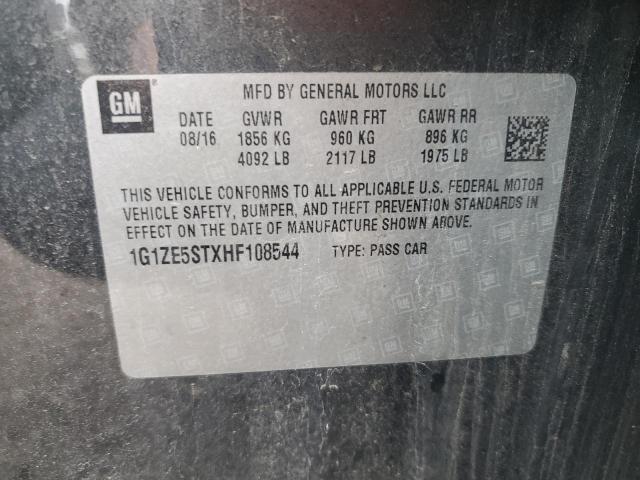 GM
MFD BY GENERAL MOTORS LLC
DATE GVWR GAWR FRT GAWR RR
08/16 1856 KG 960 KG 896 KG
4092 LB 2117 LB 1975 LB
THIS VEHICLE CONFORMS TO ALL APPLICABLE U.S. FEDERAL MOTOR
VEHICLE SAFETY, BUMPER, AND THEFT PREVENTION STANDARDS IN
EFFECT ON THE DATE OF MANUFACTURE SHOWN ABOVE.
1G1ZE5STXHF108544 TYPE: PASS CAR